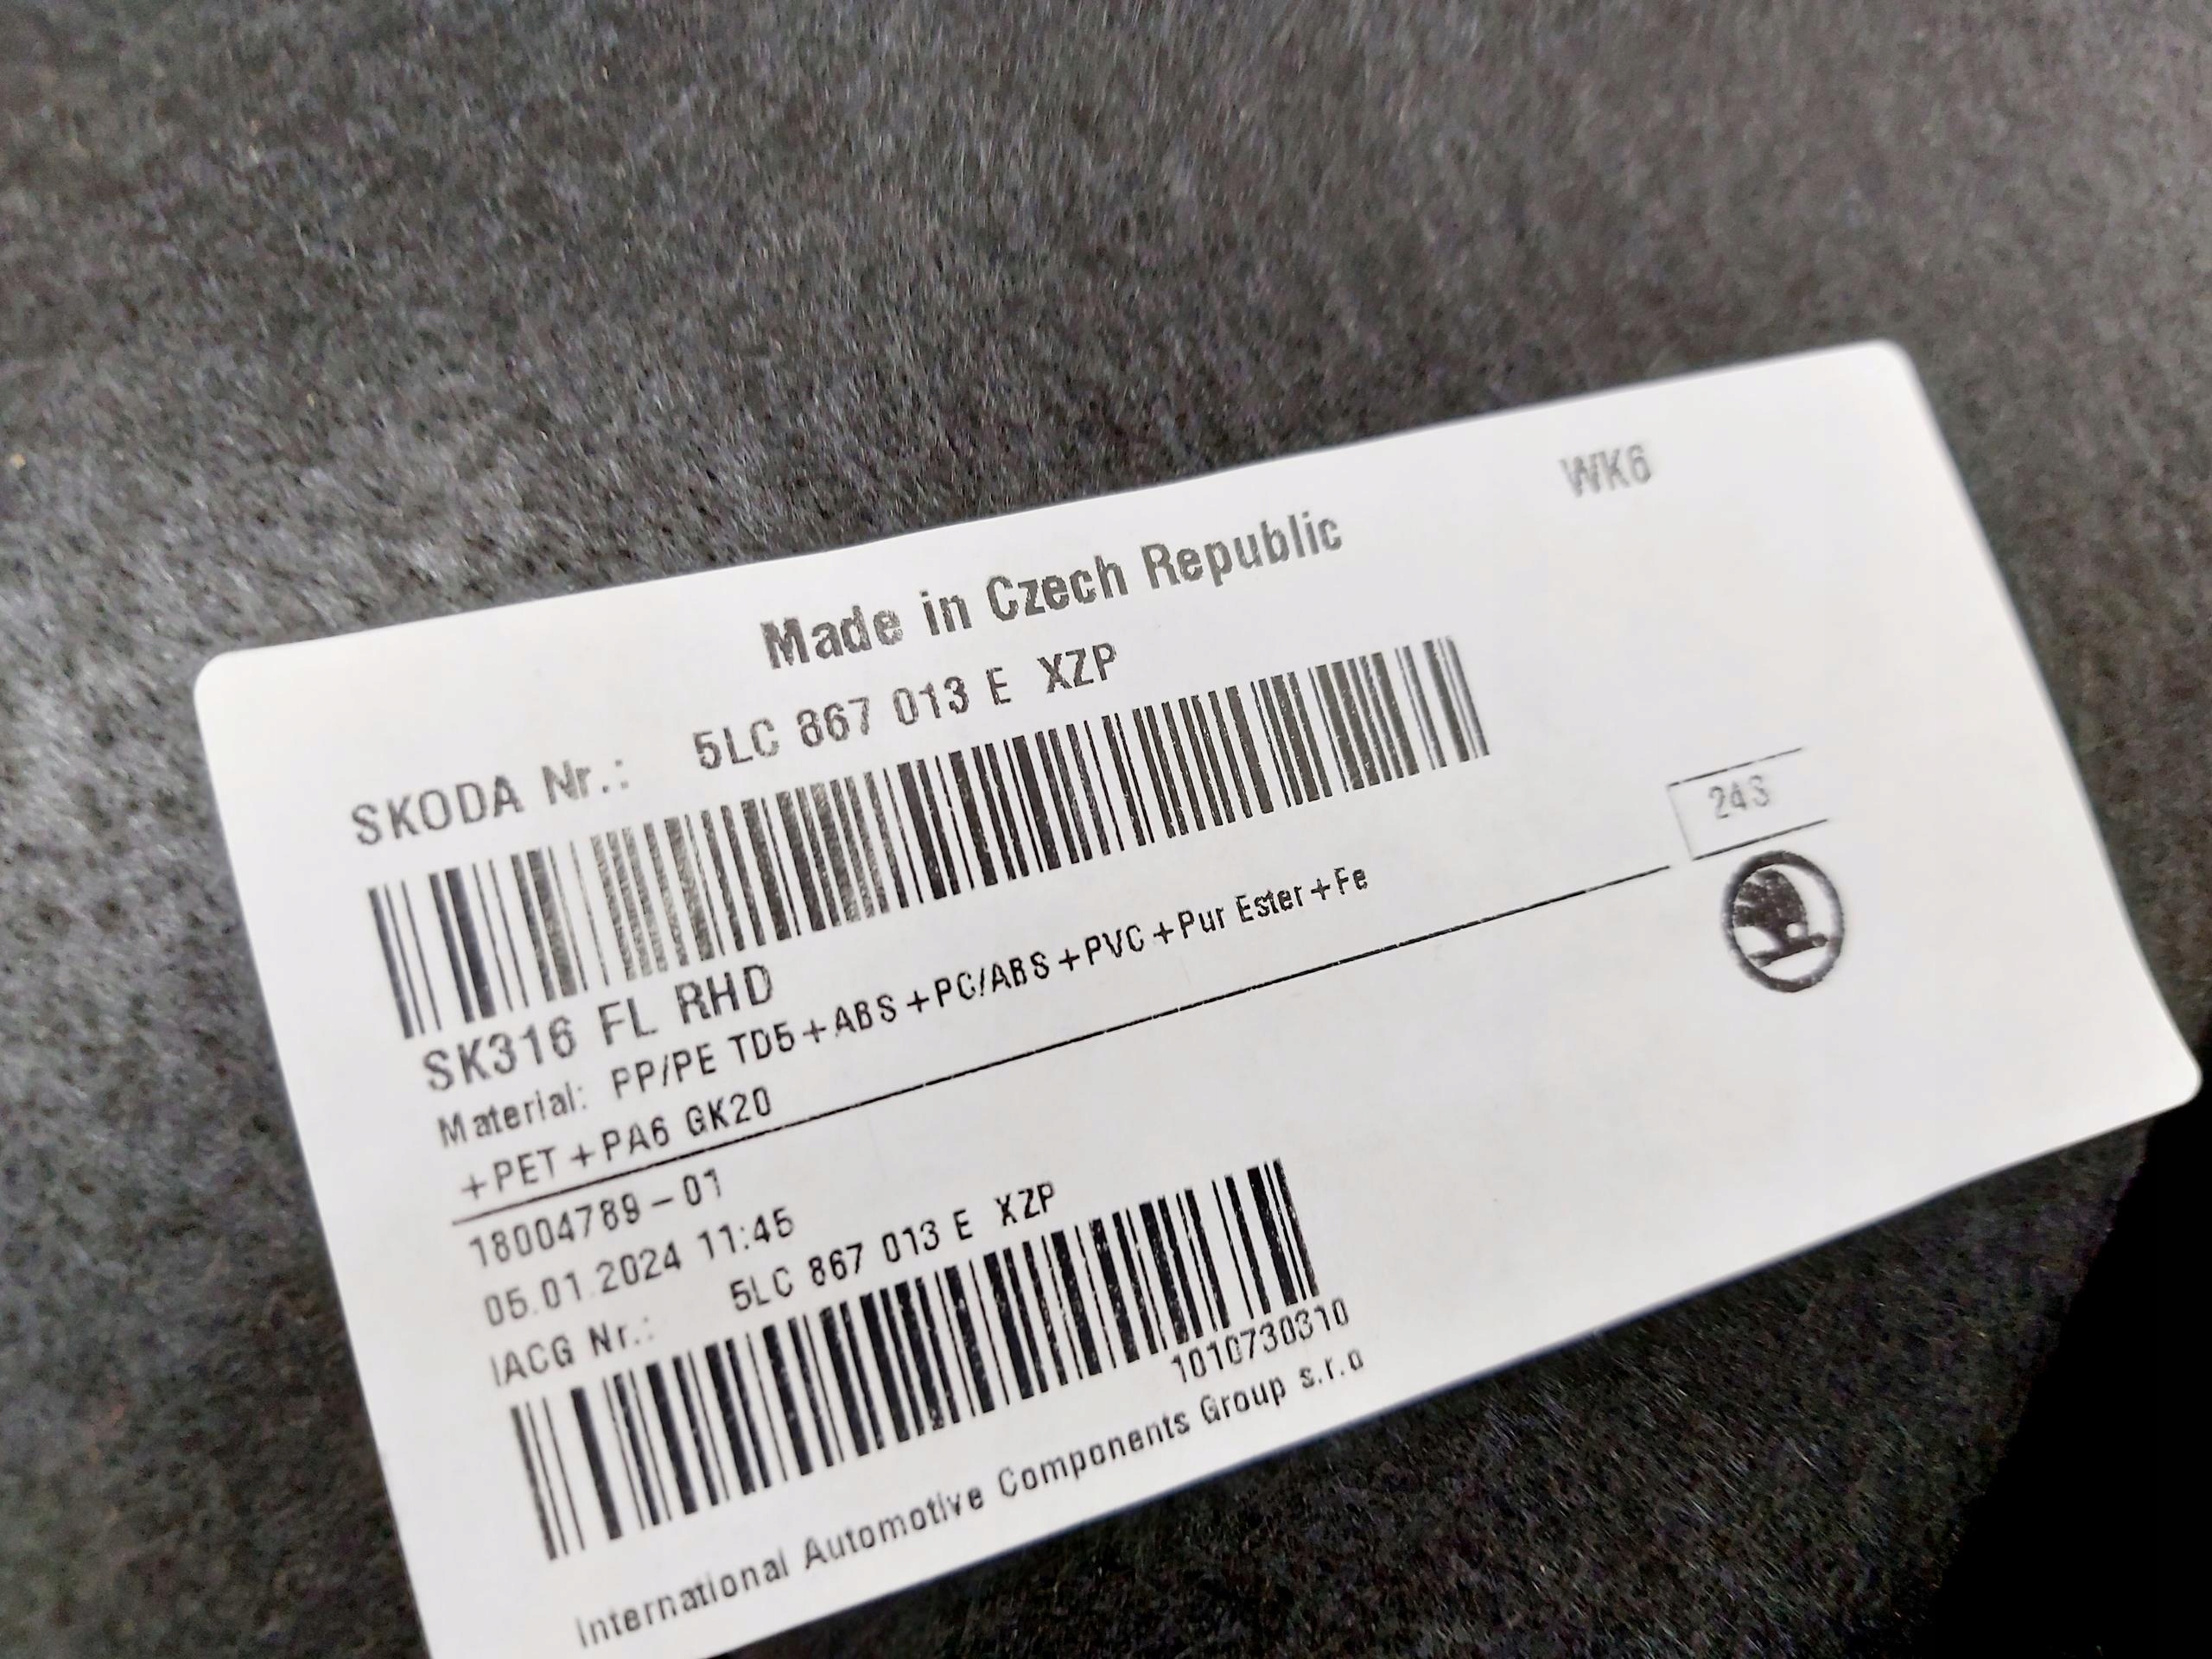 WK6
Made in Czech Republic
SKODA Nr.: 5LC 867 013 E XZP
243
SK316 FL RHD
Material: PP/PE TD5+ABS+PC/ABS+PVC+Pur Ester+Fe
+PET+PA6 GK20
18004789-01
05.01.2024 11:45
IACG Nr.: 5LC 867 013 E XZP
1010730310
International Automotive Components Group s.r.o